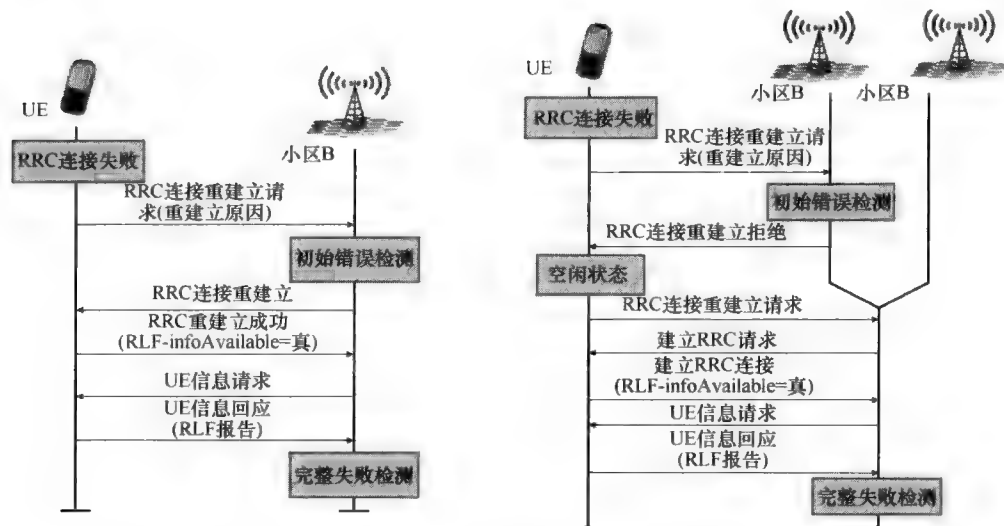 UE
小区B
RRC连接失败
RRC连接重建立请
求(重建立原因)
初始错误检测
RRC连接重建立
RRC重建立成功
(RLF-infoAvailable=真)
UE信息请求
UE信息回应
(RLF报告)
完整失败检测
UE
小区B
小区B
RRC连接失败
RRC连接重建立请
求(重建立原因)
初始错误检测
RRC连接重建立拒绝
空闲状态
RRC连接重建立请求
建立RRC请求
建立RRC连接
(RLF-infoAvailable=真)
UE信息请求
UE信息回应
(RLF报告)
完整失败检测